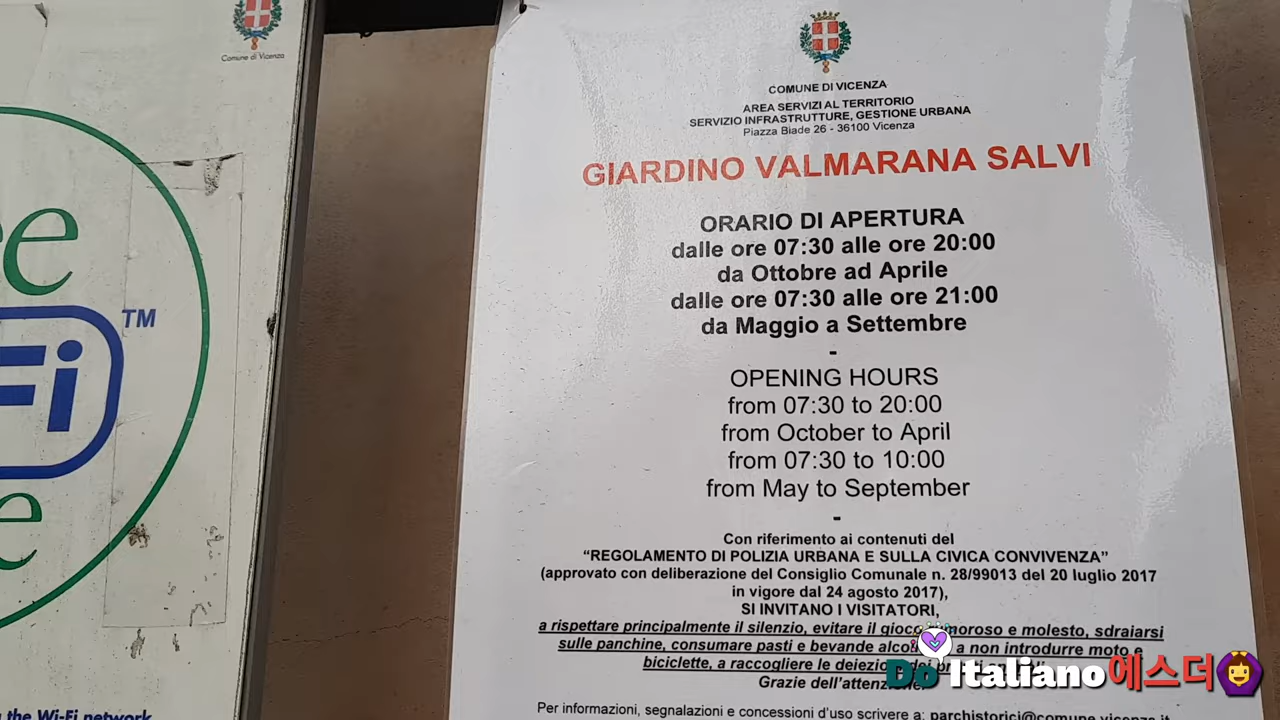 Comune di Vicenza
ee
TM
Fi
e
the Wi-Fi network
COMUNE DI VICENZA
AREA SERVIZI AL TERRITORIO
SERVIZIO INFRASTRUTTURE, GESTIONE URBANA
Piazza Biade 26 - 36100 Vicenza
GIARDINO VALMARANA SALVI
ORARIO DI APERTURA
dalle ore 07:30 alle ore 20:00
da Ottobre ad Aprile
dalle ore 07:30 alle ore 21:00
da Maggio a Settembre
-
OPENING HOURS
from 07:30 to 20:00
from October to April
from 07:30 to 10:00
from May to September
-
Con riferimento ai contenuti del
“REGOLAMENTO DI POLIZIA URBANA E SULLA CIVICA CONVIVENZA”
(approvato con deliberazione del Consiglio Comunale n. 28/99013 del 20 luglio 2017
in vigore dal 24 agosto 2017),
SI INVITANO I VISITATORI,
a rispettare principalmente il silenzio, evitare il gioco e molesto, sdraiarsi
sulle panchine, consumare pasti e bevande a non introdurre moto e
biciclette, a raccogliere le
Grazie
Do Italiano에스더
Per informazioni, segnalazioni e concessioni d'uso scrivere a: parchistorici@comune.vicenza.it